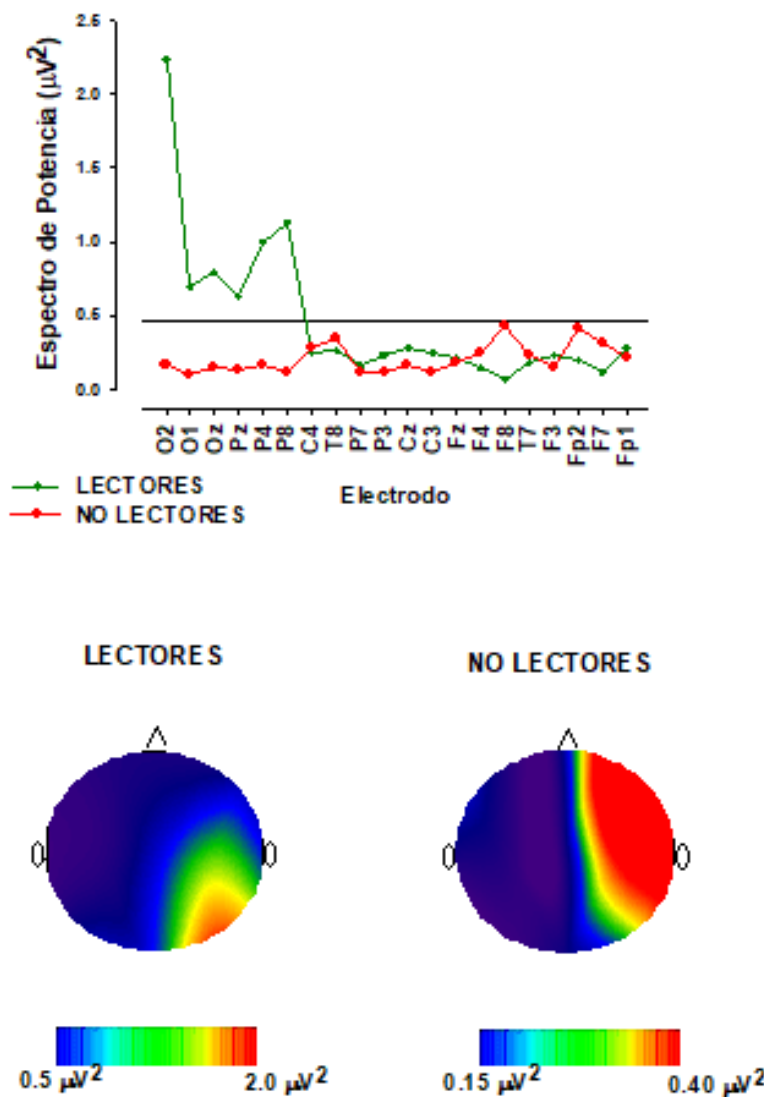 Espectro de Potencia (µV²)
2.5
2.0
1.5
1.0
0.5
0.0
O2 O1 Oz Pz P4 P8 C4 T8 P7 P3 Cz C3 Fz F4 F8 T7 F3 Fp2 F7 Fp1
Electrodo
LECTORES
NO LECTORES
LECTORES NO LECTORES
0.5 µV² 2.0 µV² 0.15 µV² 0.40 µV²